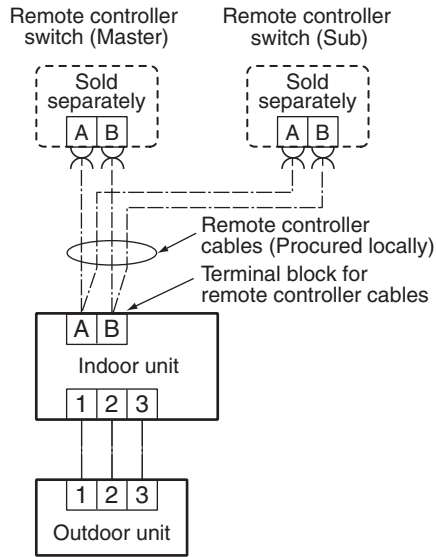 Remote controller
switch (Master)
Remote controller
switch (Sub)
Sold
separately
A B
Sold
separately
A B
Remote controller
cables (Procured locally)
Terminal block for
remote controller cables
A B
Indoor unit
1 2 3
1 2 3
Outdoor unit